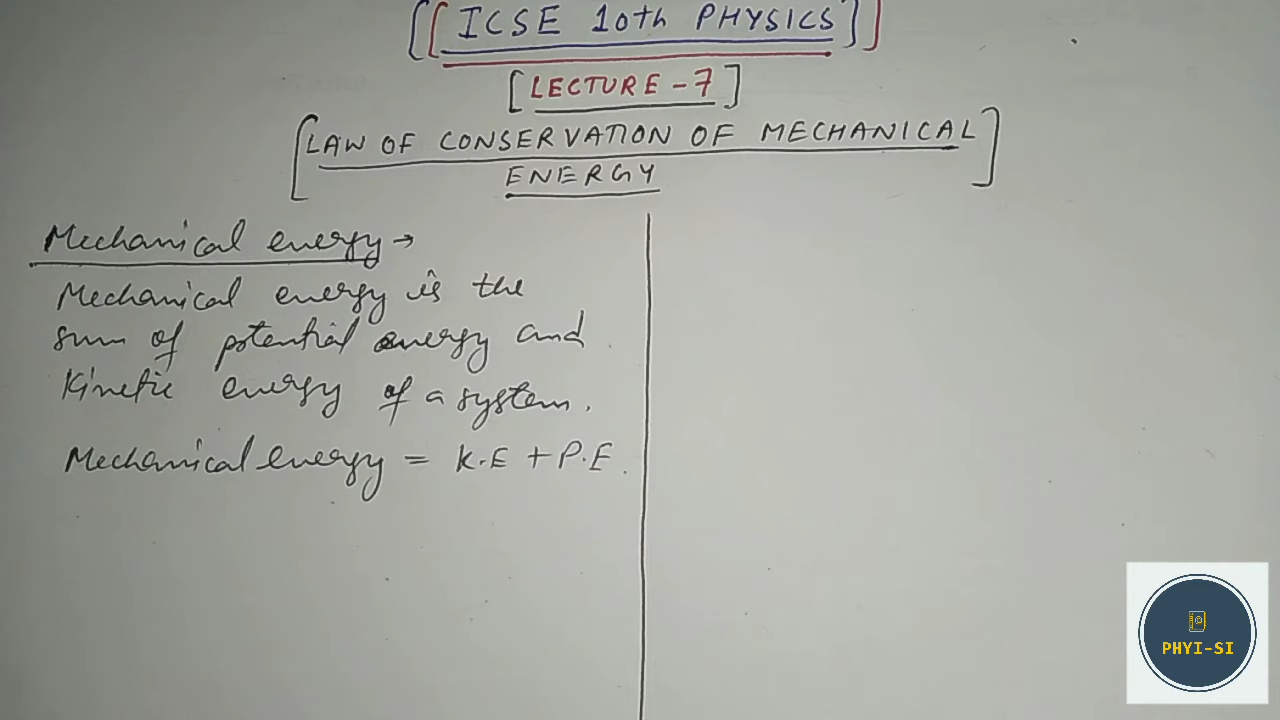 [[ICSE 10th PHYSICS]]
[LECTURE - 7]
[LAW OF CONSERVATION OF MECHANICAL
ENERGY]
Mechanical energy →
Mechanical energy is the
sum of potential energy and
Kinetic energy of a system.
Mechanical energy = K.E + P.E.
PHYI-SI